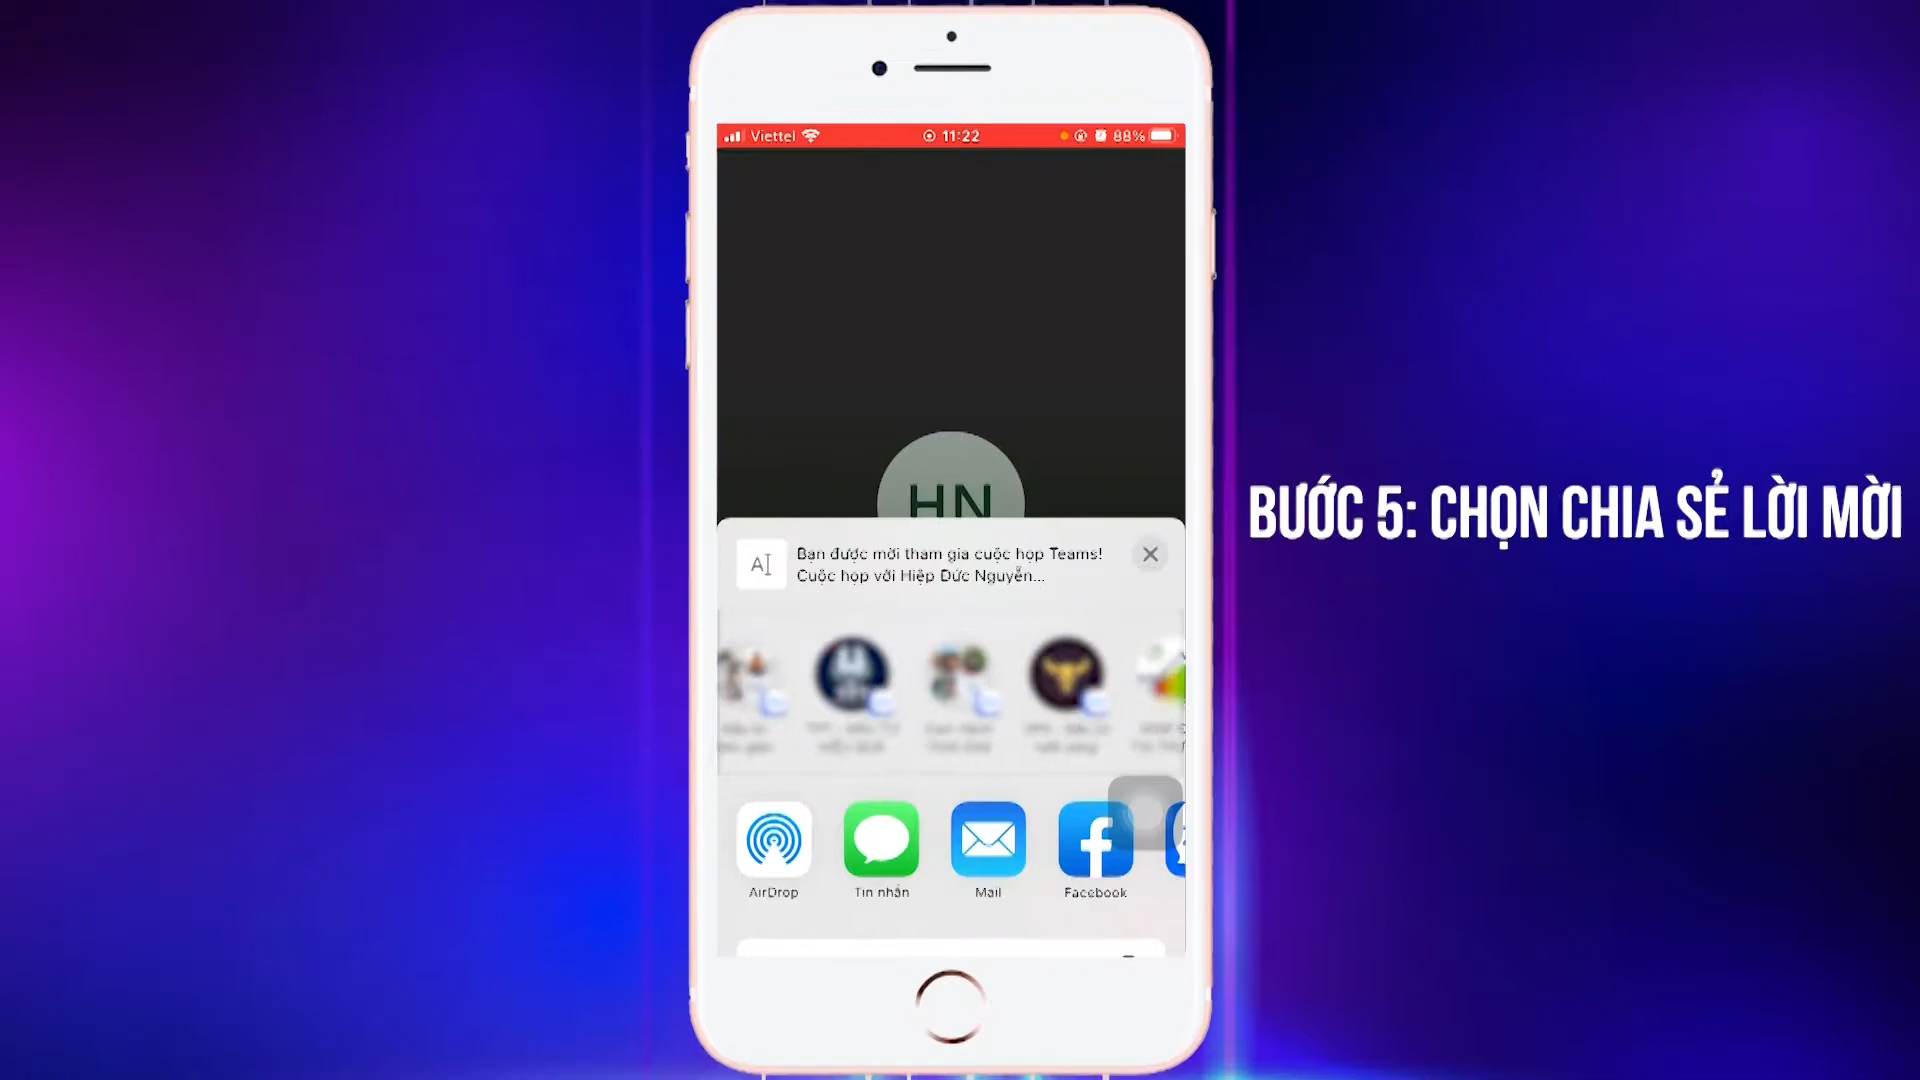 Viettel
11:22
88%
HN
BƯỚC 5: CHỌN CHIA SẺ LỜI MỜI
AI
Bạn được mời tham gia cuộc họp Teams!
Cuộc họp với Hiệp Đức Nguyễn...
AirDrop
Tin nhắn
Mail
Facebook